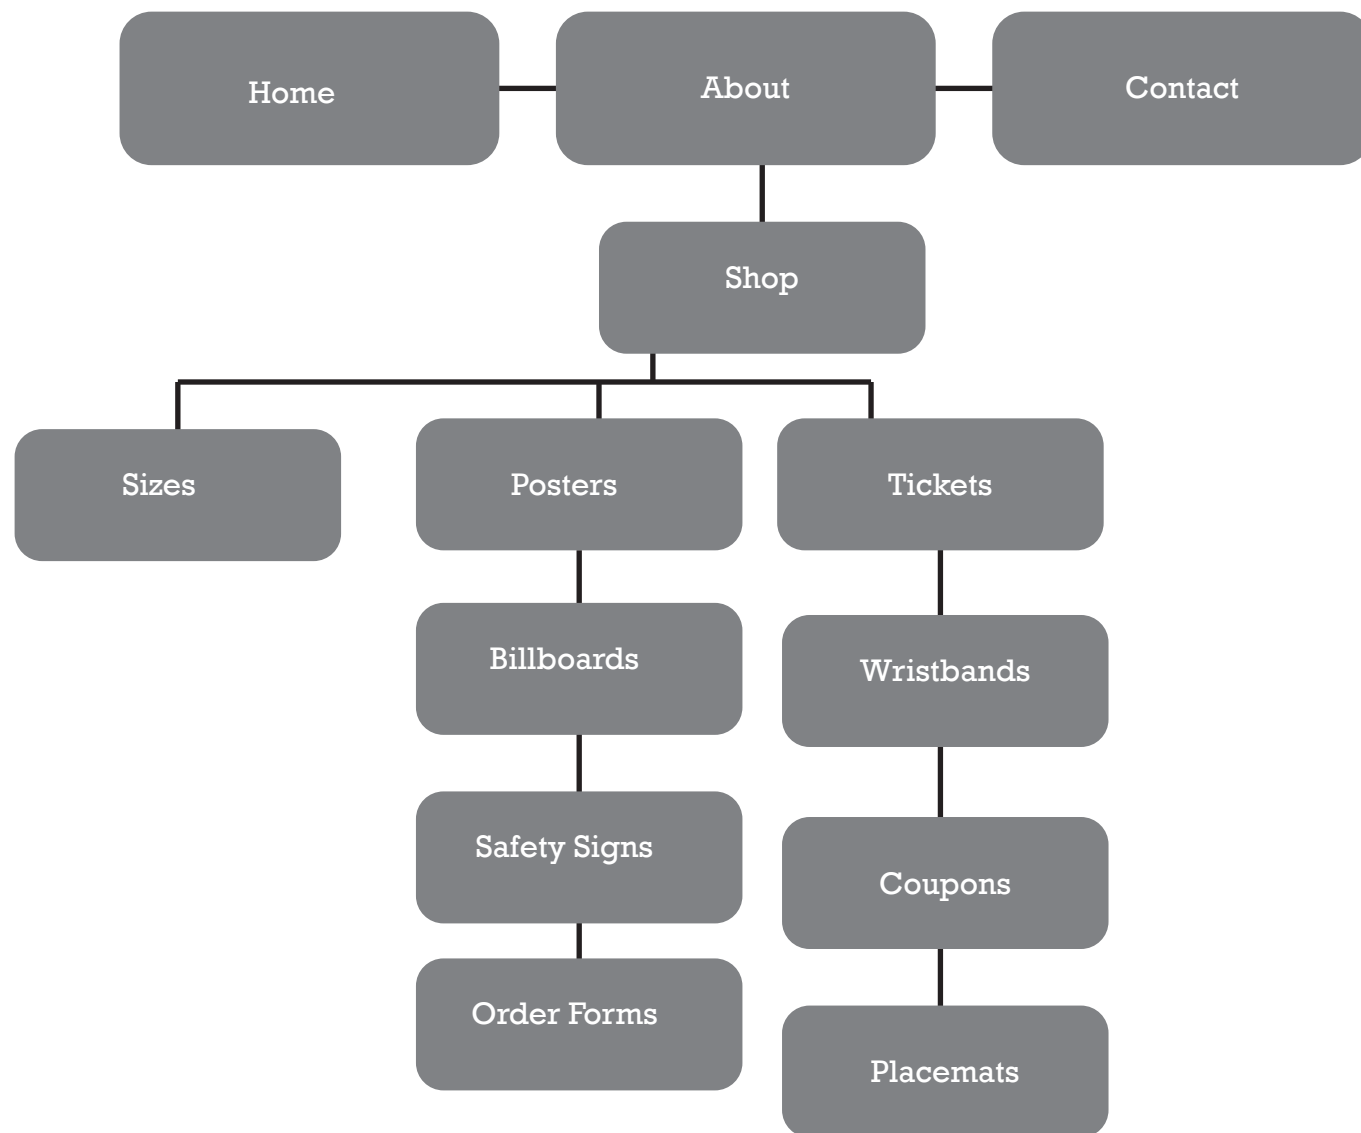 Home
About
Contact
Shop
Sizes
Posters
Tickets
Billboards
Wristbands
Safety Signs
Coupons
Order Forms
Placemats